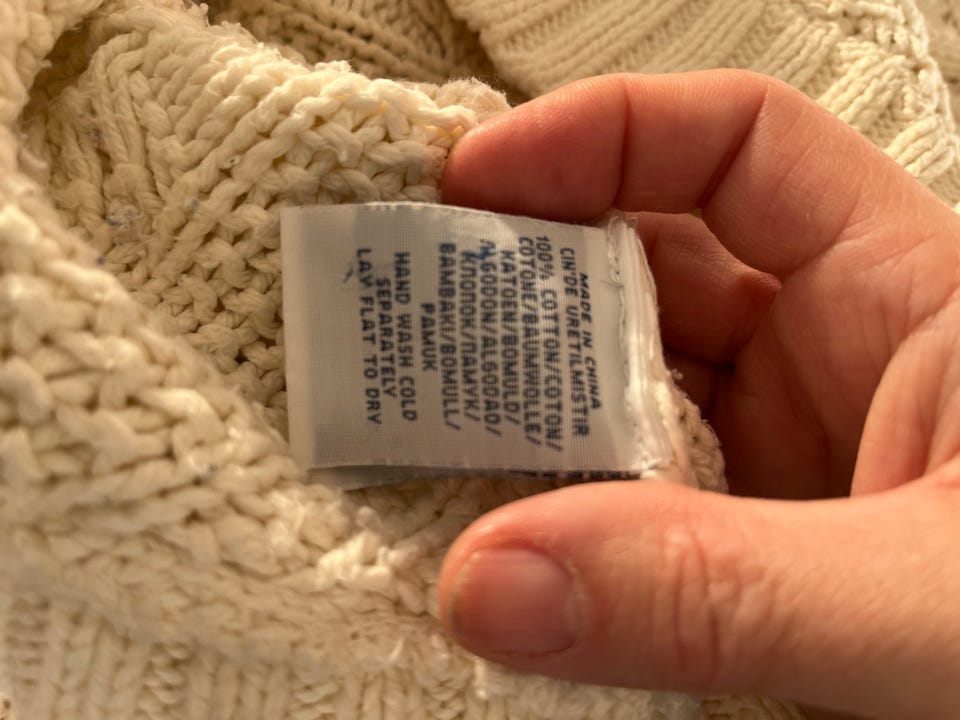 MADE IN CHINA
CIN'DE URETILMISTIR
100% COTTON/COTON/
COTONE/BAUMWOLLE/
KATOEN/BOMULD/
ALGODON/ALGODAO/
ХЛОПОК/ПАМУК/
BAMBAKI/BOMULL/
PAMUK
HAND WASH COLD
SEPARATELY
LAY FLAT TO DRY